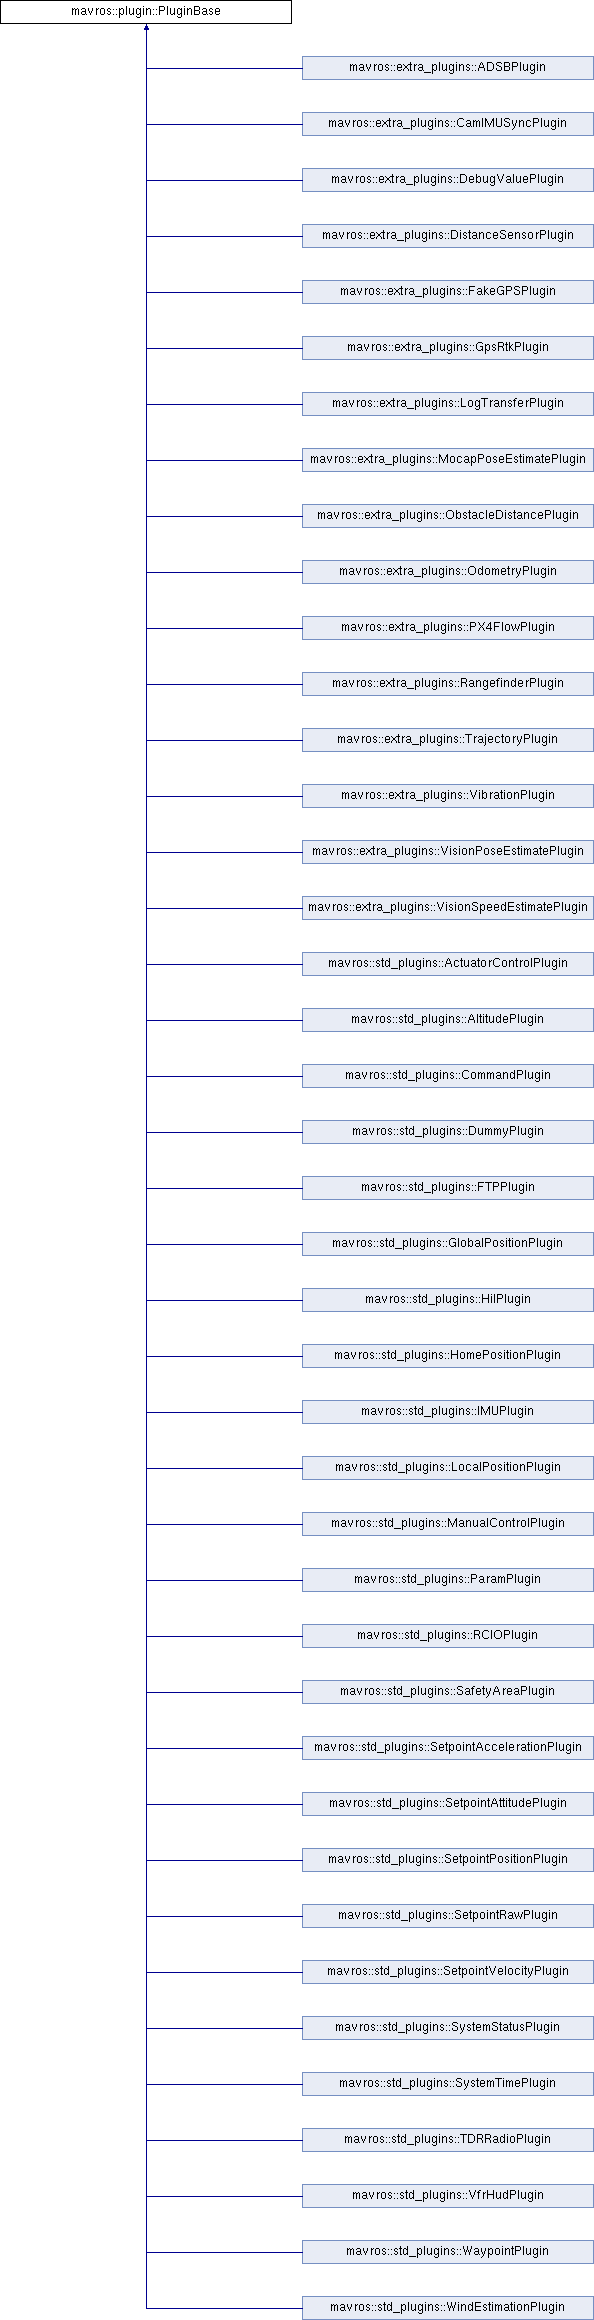 mavros::plugin::PluginBase
mavros::extra_plugins::ADSBPlugin
mavros::extra_plugins::CamIMUSyncPlugin
mavros::extra_plugins::DebugValuePlugin
mavros::extra_plugins::DistanceSensorPlugin
mavros::extra_plugins::FakeGPSPlugin
mavros::extra_plugins::GpsRtkPlugin
mavros::extra_plugins::LogTransferPlugin
mavros::extra_plugins::MocapPoseEstimatePlugin
mavros::extra_plugins::ObstacleDistancePlugin
mavros::extra_plugins::OdometryPlugin
mavros::extra_plugins::PX4FlowPlugin
mavros::extra_plugins::RangefinderPlugin
mavros::extra_plugins::TrajectoryPlugin
mavros::extra_plugins::VibrationPlugin
mavros::extra_plugins::VisionPoseEstimatePlugin
mavros::extra_plugins::VisionSpeedEstimatePlugin
mavros::std_plugins::ActuatorControlPlugin
mavros::std_plugins::AltitudePlugin
mavros::std_plugins::CommandPlugin
mavros::std_plugins::DummyPlugin
mavros::std_plugins::FTPPlugin
mavros::std_plugins::GlobalPositionPlugin
mavros::std_plugins::HilPlugin
mavros::std_plugins::HomePositionPlugin
mavros::std_plugins::IMUPlugin
mavros::std_plugins::LocalPositionPlugin
mavros::std_plugins::ManualControlPlugin
mavros::std_plugins::ParamPlugin
mavros::std_plugins::RCIOPlugin
mavros::std_plugins::SafetyAreaPlugin
mavros::std_plugins::SetpointAccelerationPlugin
mavros::std_plugins::SetpointAttitudePlugin
mavros::std_plugins::SetpointPositionPlugin
mavros::std_plugins::SetpointRawPlugin
mavros::std_plugins::SetpointVelocityPlugin
mavros::std_plugins::SystemStatusPlugin
mavros::std_plugins::SystemTimePlugin
mavros::std_plugins::TDRRadioPlugin
mavros::std_plugins::VfrHudPlugin
mavros::std_plugins::WaypointPlugin
mavros::std_plugins::WindEstimationPlugin